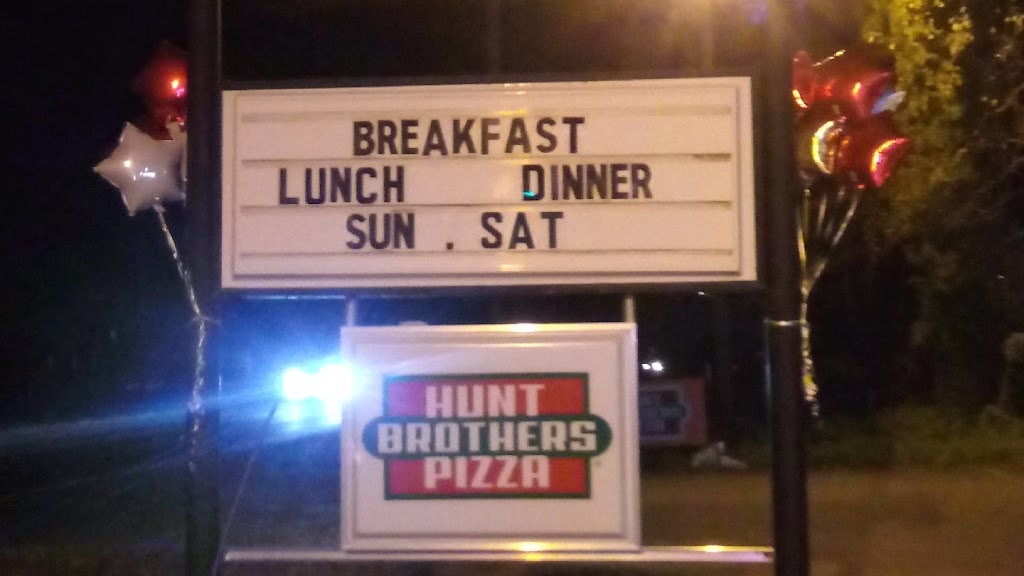 BREAKFAST
LUNCH DINNER
SUN . SAT
HUNT
BROTHERS
PIZZA